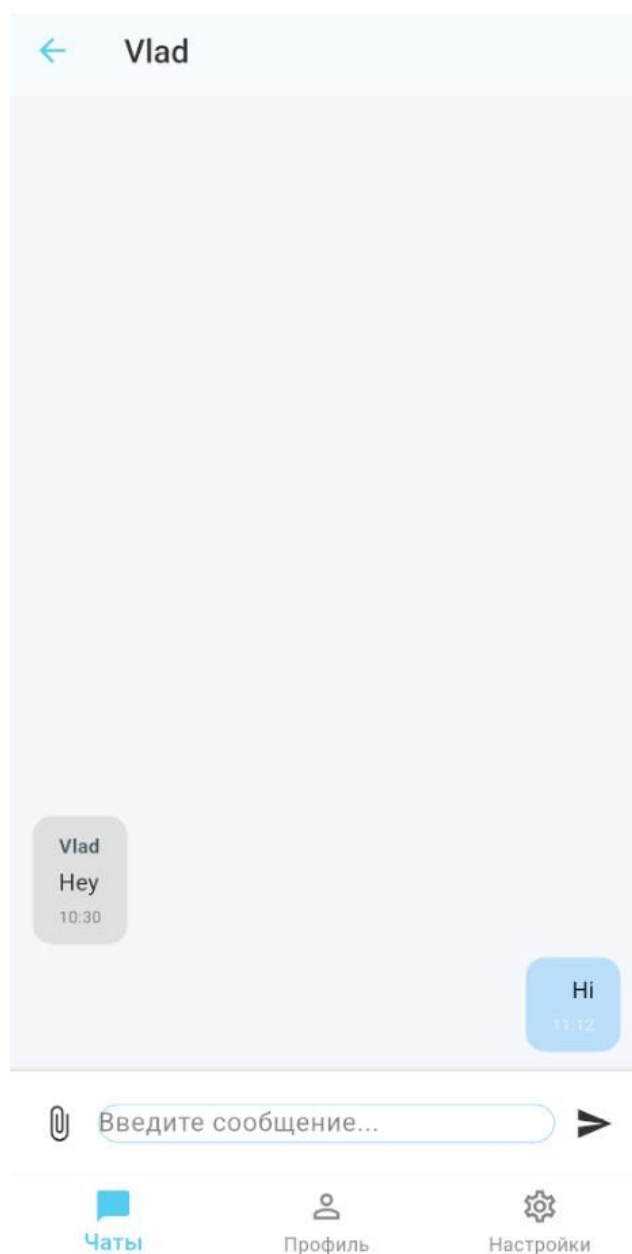 Vlad
Vlad
Hey
10:30
Hi
11:12
Введите сообщение...
Чаты
Профиль
Настройки